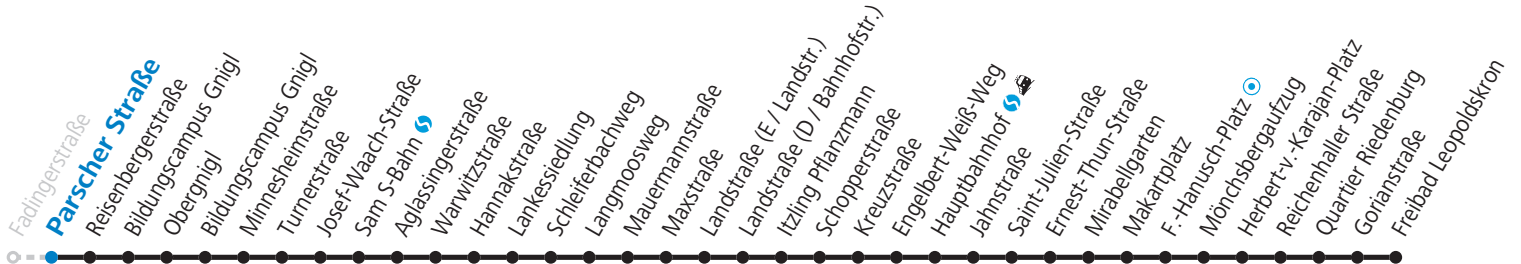 Fadingerstraße
Parscher Straße
Reisenbergerstraße
Bildungscampus Gnigl
Obergnigl
Bildungscampus Gnigl
Minnesheimstraße
Turnerstraße
Josef-Waach-Straße
Sam S-Bahn
Aglassingerstraße
Warwitzstraße
Hannakstraße
Lankessiedlung
Schleiferbachweg
Langmoosweg
Mauermannstraße
Maxstraße
Landstraße (E / Landstr.)
Landstraße (D / Bahnhofstr.)
Itzling Pflanzmann
Schopperstraße
Kreuzstraße
Engelbert-Weiß-Weg
Hauptbahnhof
Jahnstraße
Saint-Julien-Straße
Ernest-Thun-Straße
Mirabellgarten
Makartplatz
F.-Hanusch-Platz
Mönchsbergaufzug
Herbert-v.-Karajan-Platz
Reichenhaller Straße
Quartier Riedenburg
Gorianstraße
Freibad Leopoldskron